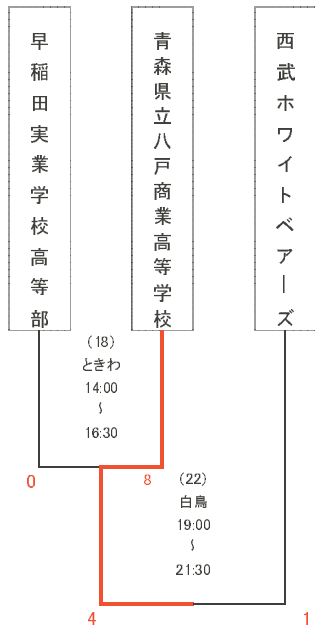 早稲田実業学校高等部
青森県立八戸商業高等学校
西武ホワイトベアーズ
(18)
ときわ
14:00
~
16:30
0
8
(22)
白鳥
19:00
~
21:30
4
1